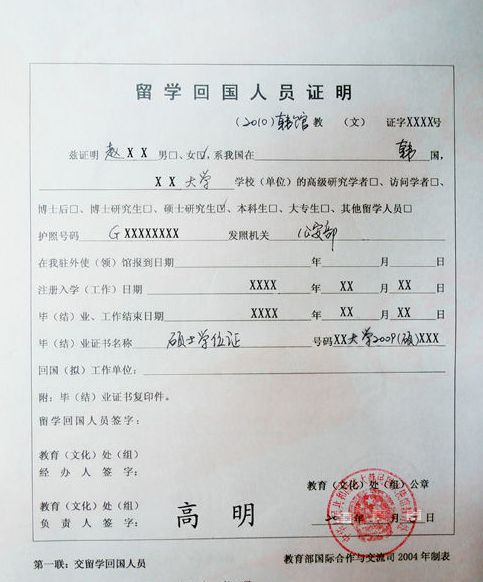 留学回国人员证明
(2010)韩馆教 (文) 证字XXXX号
兹证明 赵XX 男□、女☑,系我国在 韩 国,
XX大学 学校(单位)的高级研究学者□、访问学者□、
博士后□、博士研究生□、硕士研究生☑、本科生□、大专生□、其他留学人员□
护照号码 G XXXXXXXX 发照机关 公安部
在我驻外使(领)馆报到日期 年 月 日
注册入学(工作)日期 XXXX 年 XX 月 XX 日
毕(结)业、工作结束日期 XXXX 年 XX 月 XX 日
毕(结)业证书名称 硕士学位证 号码XX大学2009(硕)XXX
回国(拟)工作单位:
附:毕(结)业证书复印件。
留学回国人员签字:
教育(文化)处(组)
经办人签字:
教育(文化)处(组)公章
教育(文化)处(组)
负责人签字: 高明 年 月 日
第一联:交留学回国人员 教育部国际合作与交流司2004年制表